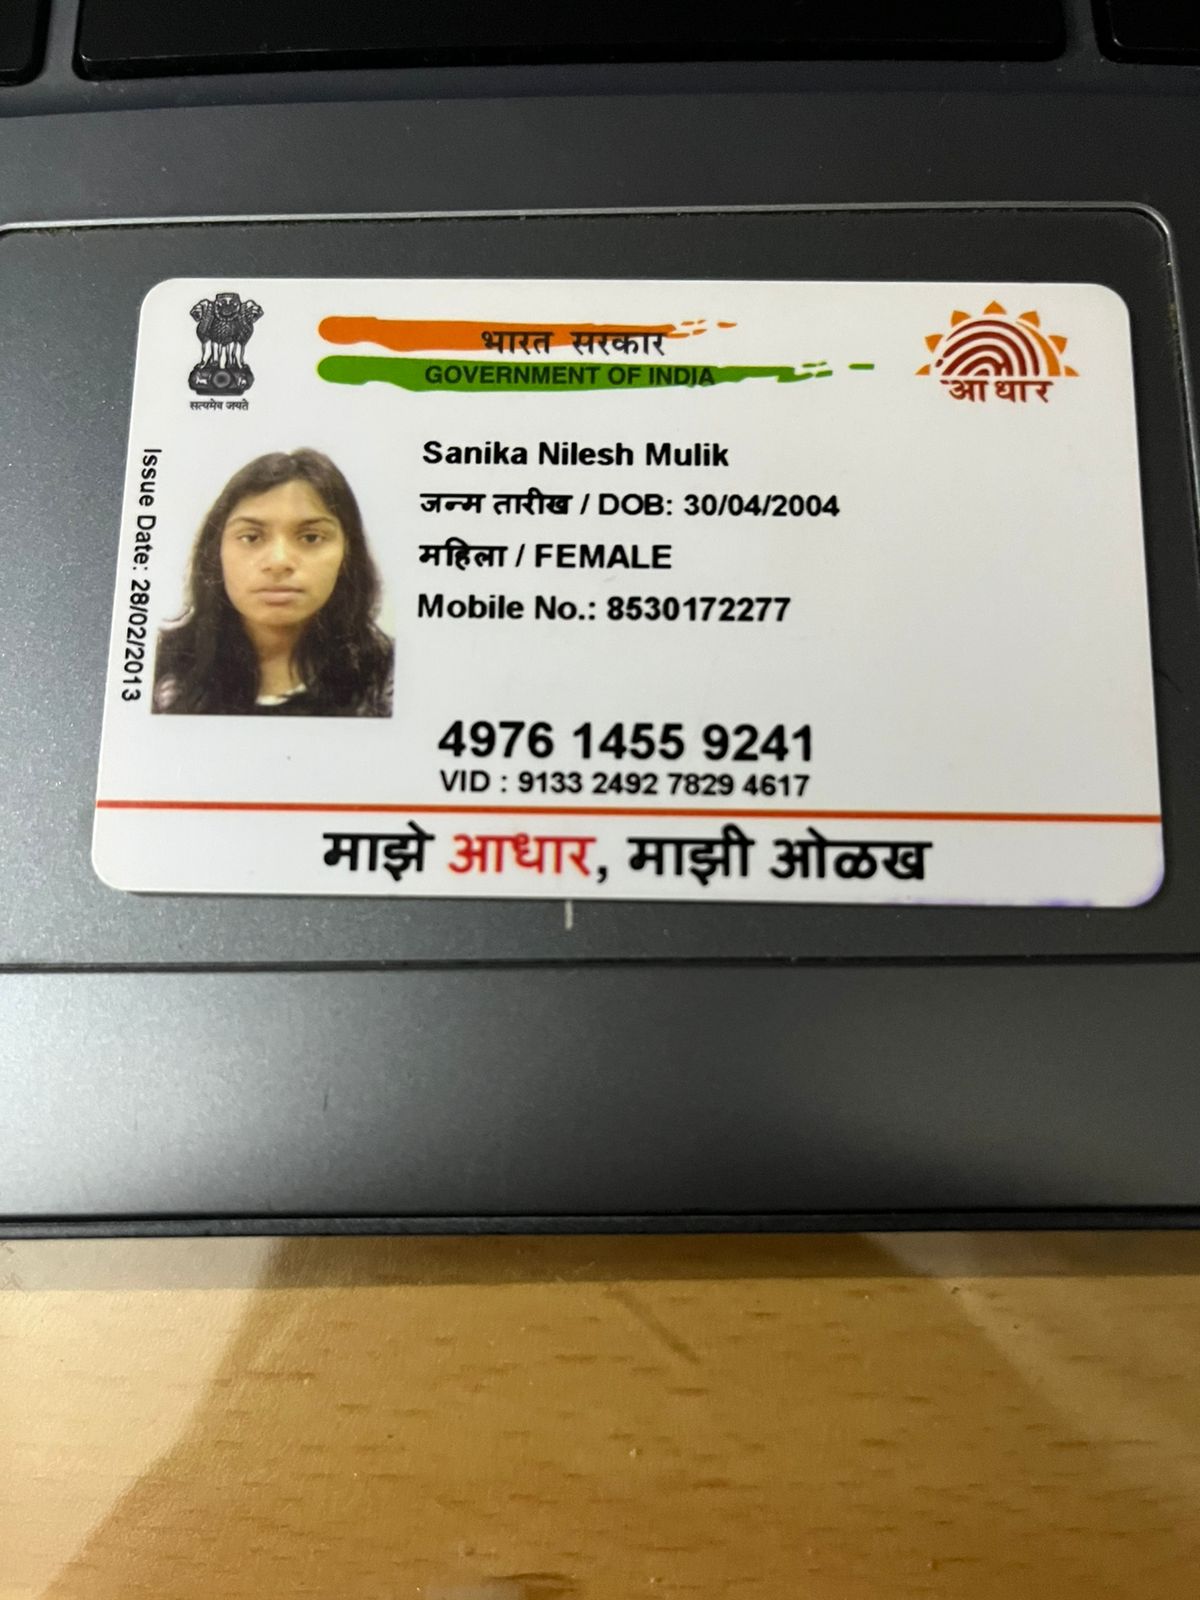 भारत सरकार
GOVERNMENT OF INDIA
सत्यमेव जयते
आधार
Issue Date: 28/02/2013
Sanika Nilesh Mulik
जन्म तारीख / DOB: 30/04/2004
महिला / FEMALE
Mobile No.: 8530172277
4976 1455 9241
VID : 9133 2492 7829 4617
माझे आधार, माझी ओळख